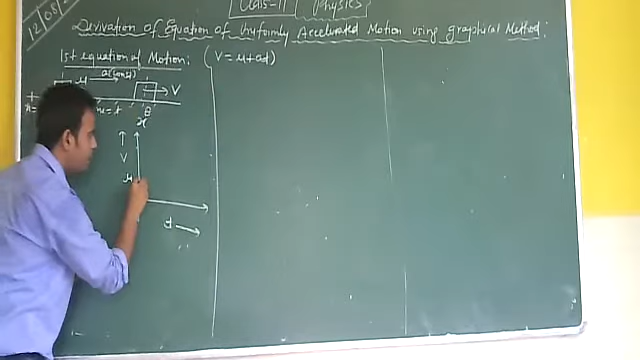 12/08/
Class-11 Physics
Derivation of Equation of Uniformly Accelerated Motion using graphical Method:
1st equation of Motion: (V = u+at)
u a(const)
V
t
B
x
V
u
t